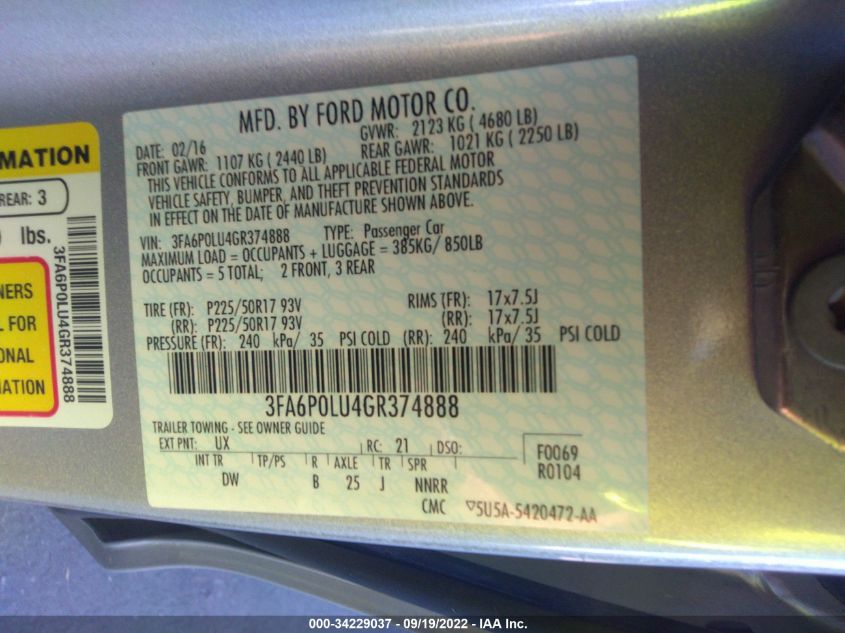 MATION
REAR: 3
lbs.
NERS
L FOR
ONAL
MATION
3FA6P0LU4GR374888
MFD. BY FORD MOTOR CO.
DATE: 02/16 GVWR: 2123 KG ( 4680 LB)
FRONT GAWR: 1107 KG ( 2440 LB) REAR GAWR: 1021 KG ( 2250 LB)
THIS VEHICLE CONFORMS TO ALL APPLICABLE FEDERAL MOTOR
VEHICLE SAFETY, BUMPER, AND THEFT PREVENTION STANDARDS
IN EFFECT ON THE DATE OF MANUFACTURE SHOWN ABOVE.
VIN: 3FA6P0LU4GR374888 TYPE: Passenger Car
MAXIMUM LOAD = OCCUPANTS + LUGGAGE = 385KG/ 850LB
OCCUPANTS = 5 TOTAL; 2 FRONT, 3 REAR
TIRE (FR): P225/50R17 93V RIMS (FR): 17x7.5J
(RR): P225/50R17 93V (RR): 17x7.5J
PRESSURE (FR): 240 kPa/ 35 PSI COLD (RR): 240 kPa/ 35 PSI COLD
3FA6P0LU4GR374888
TRAILER TOWING - SEE OWNER GUIDE
EXT PNT: UX RC: 21 DSO: F0069
R0104
INT TR TP/PS R AXLE TR SPR
DW B 25 J NNRR
CMC ▽5U5A-5420472-AA
000-34229037 - 09/19/2022 - IAA Inc.